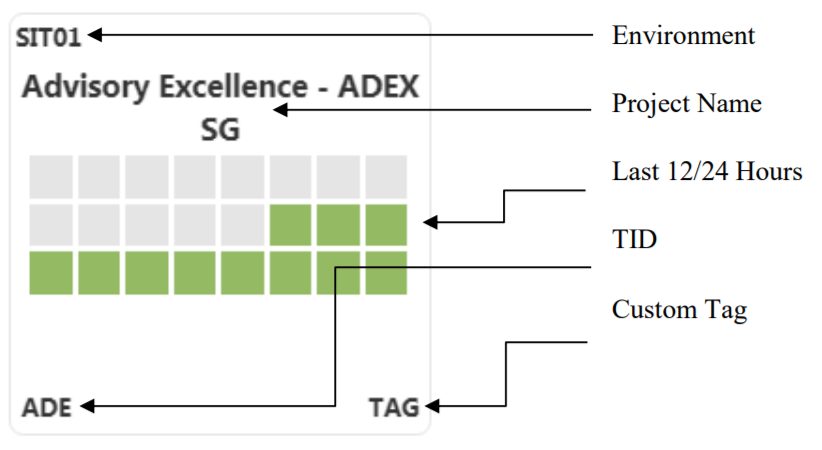 SIT01
Environment
Advisory Excellence - ADEX
SG
Project Name
Last 12/24 Hours
TID
Custom Tag
ADE
TAG